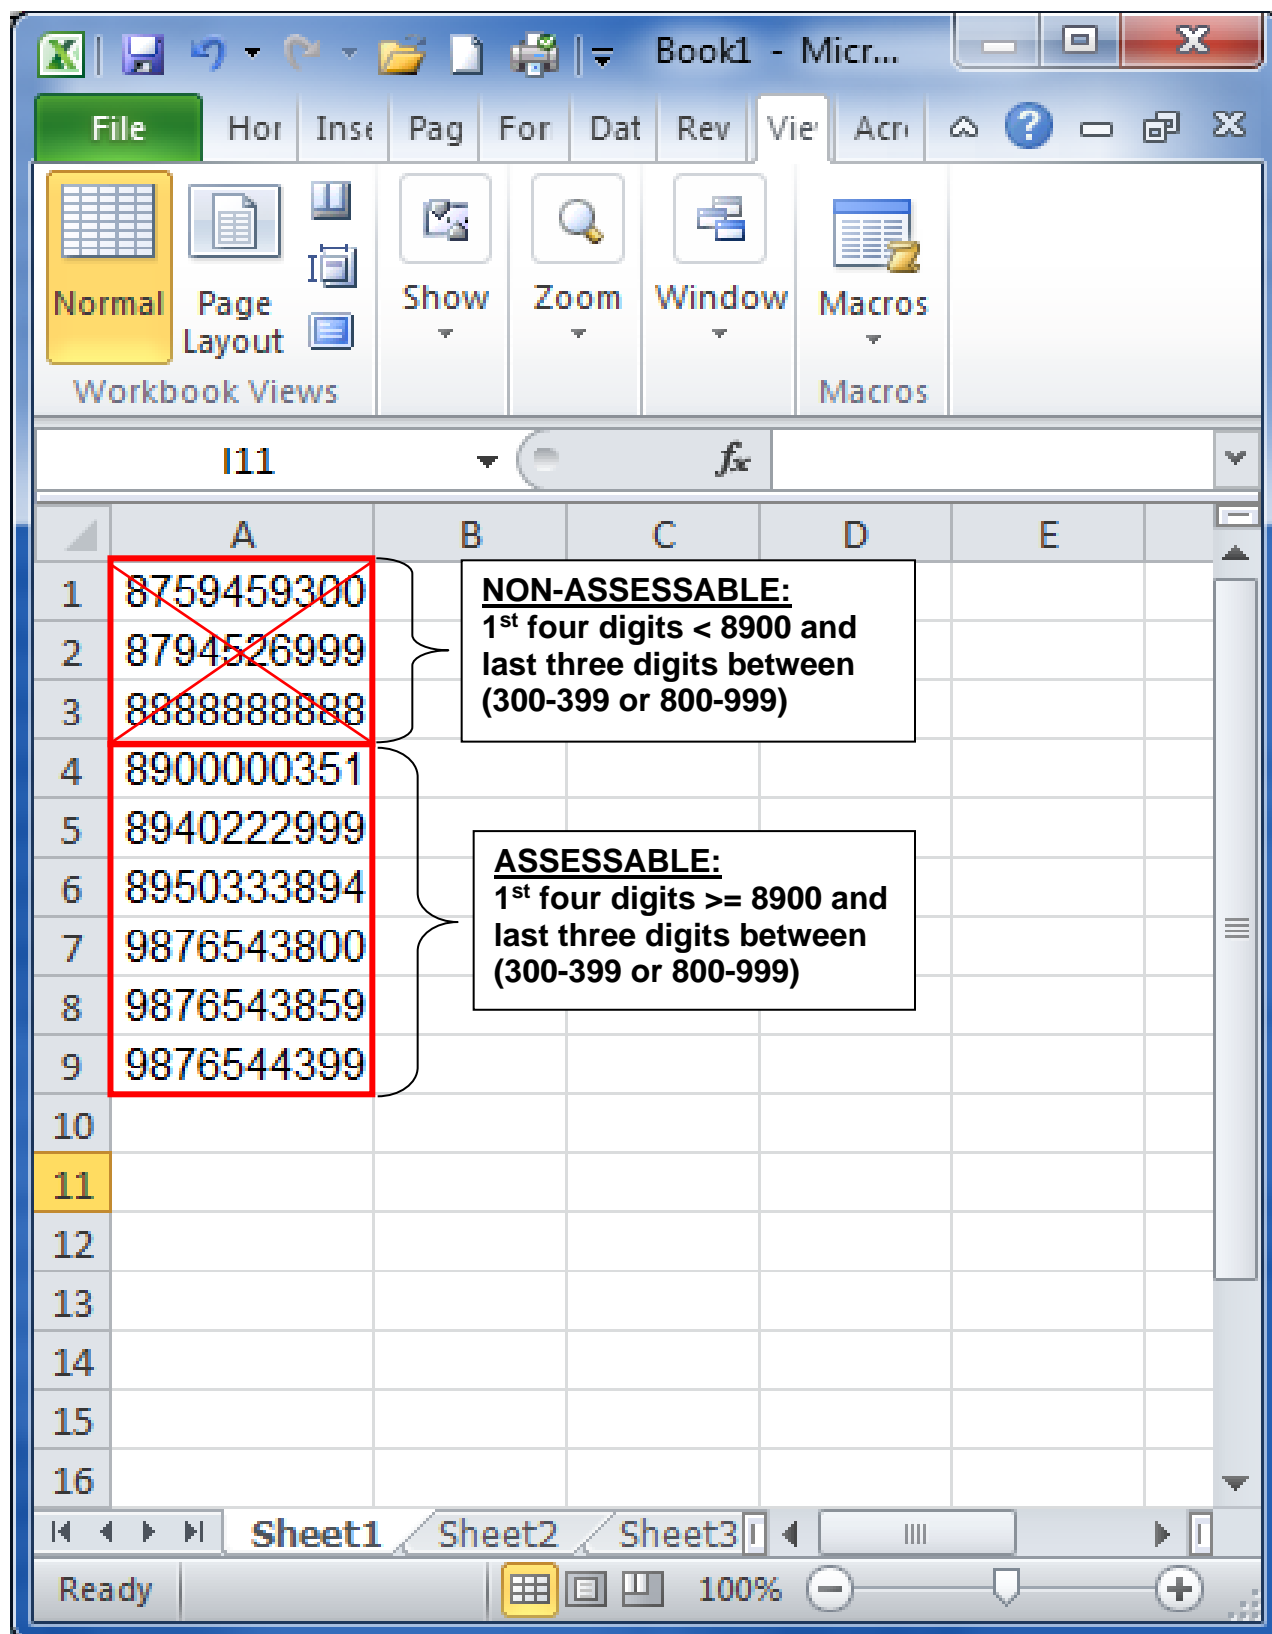 Book1 - Micr...
File Hor Inse Pag For Dat Rev Vie Acr
Normal
Page
Layout
Show
Zoom
Window
Macros
Workbook Views
Macros
I11
fx
A B C D E
1 8759459300
2 8794526999
3 8888888888
4 8900000351
5 8940222999
6 8950333894
7 9876543800
8 9876543859
9 9876544399
10
11
12
13
14
15
16
NON-ASSESSABLE:
1st four digits < 8900 and
last three digits between
(300-399 or 800-999)
ASSESSABLE:
1st four digits >= 8900 and
last three digits between
(300-399 or 800-999)
Sheet1 Sheet2 Sheet3
Ready 100%